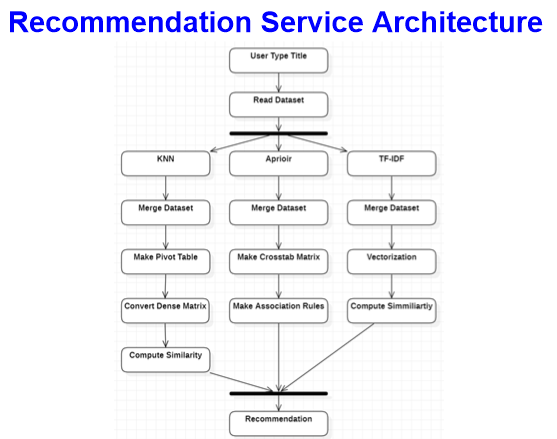 Recommendation Service Architecture
User Type Title
Read Dataset
KNN
Aprioir
TF-IDF
Merge Dataset
Merge Dataset
Merge Dataset
Make Pivot Table
Make Crosstab Matrix
Vectorization
Convert Dense Matrix
Make Association Rules
Compute Simmiliartiy
Compute Similarity
Recommendation